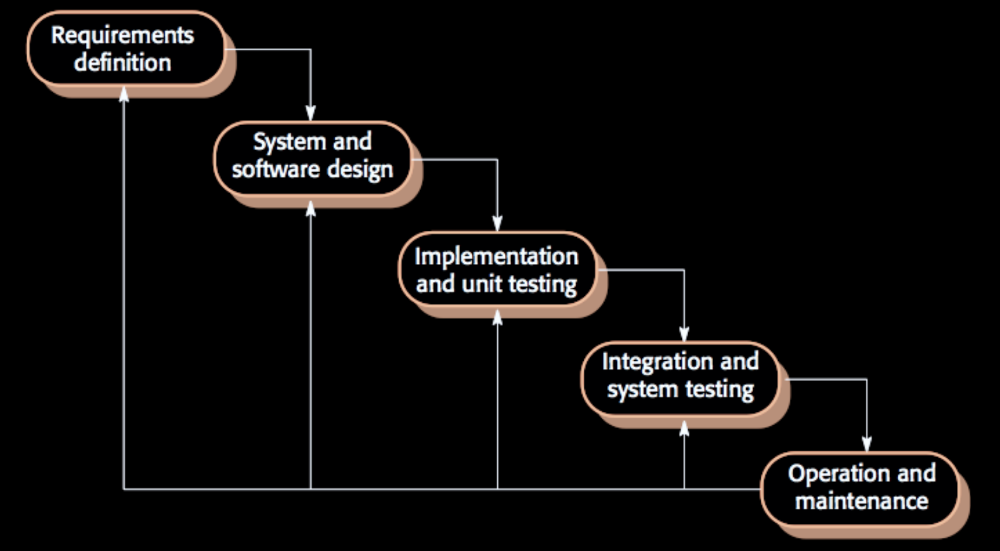 Requirements
definition
System and
software design
Implementation
and unit testing
Integration and
system testing
Operation and
maintenance